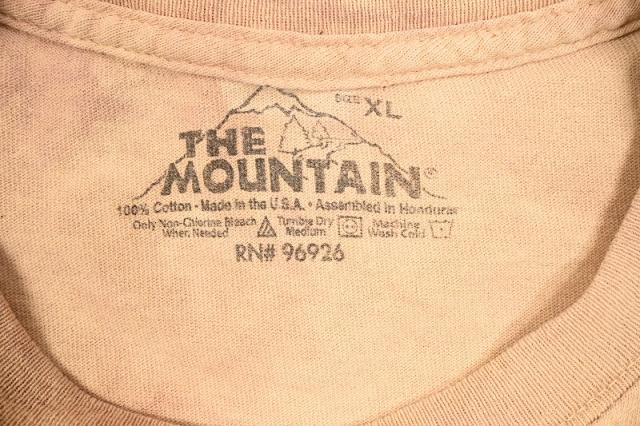 SIZE XL
THE
MOUNTAIN®
100% Cotton • Made in the U.S.A. • Assembled in Honduras
Only Non-Chlorine Bleach When Needed
Tumble Dry Medium
Machine Wash Cold
RN# 96926